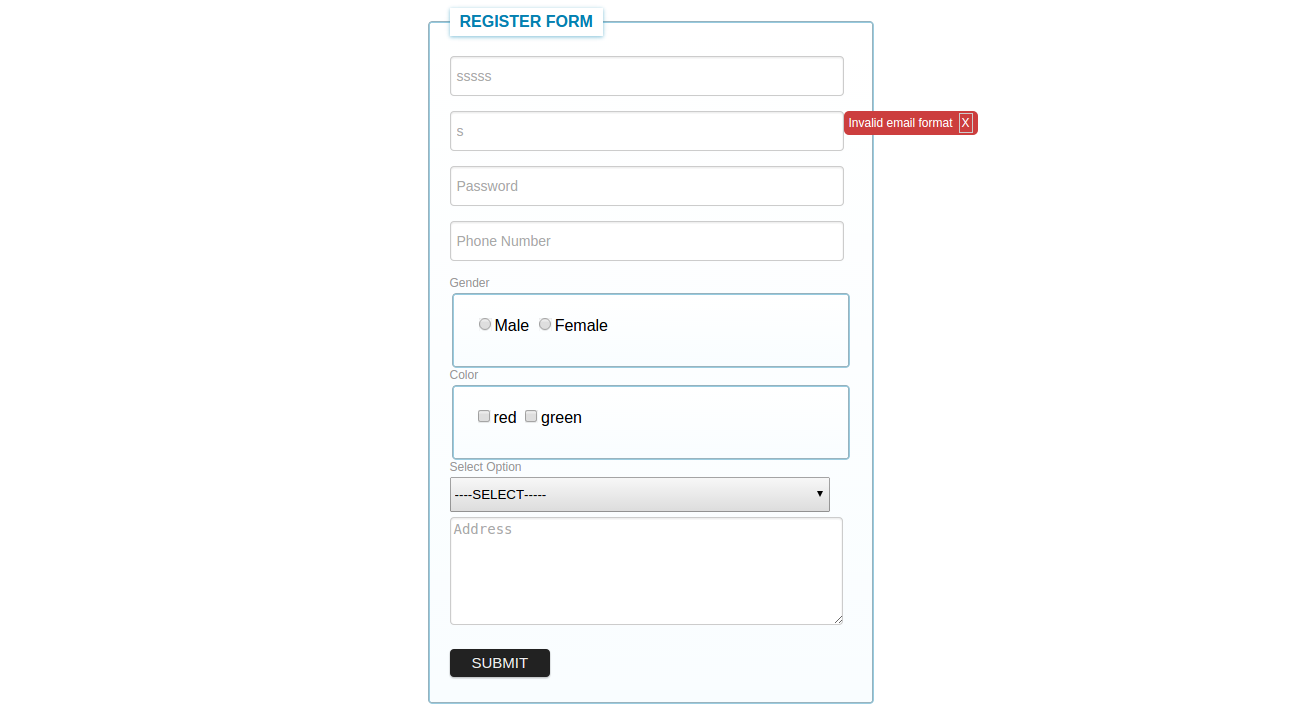 REGISTER FORM
sssss
s
Invalid email format X
Password
Phone Number
Gender
Male Female
Color
red green
Select Option
----SELECT-----
Address
SUBMIT